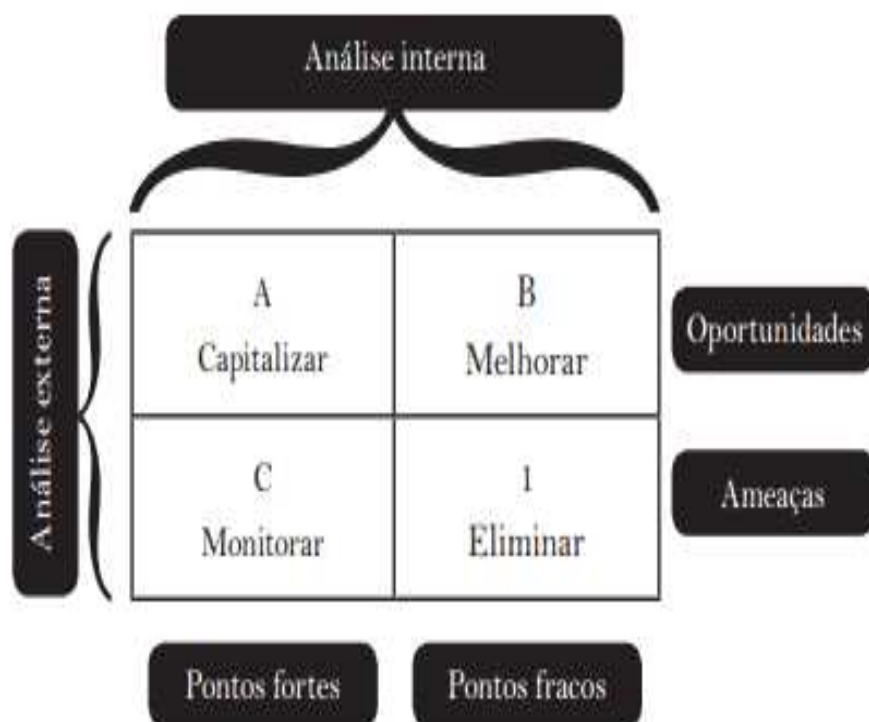 Análise interna
Análise externa
A
Capitalizar
B
Melhorar
Oportunidades
C
Monitorar
1
Eliminar
Ameaças
Pontos fortes
Pontos fracos